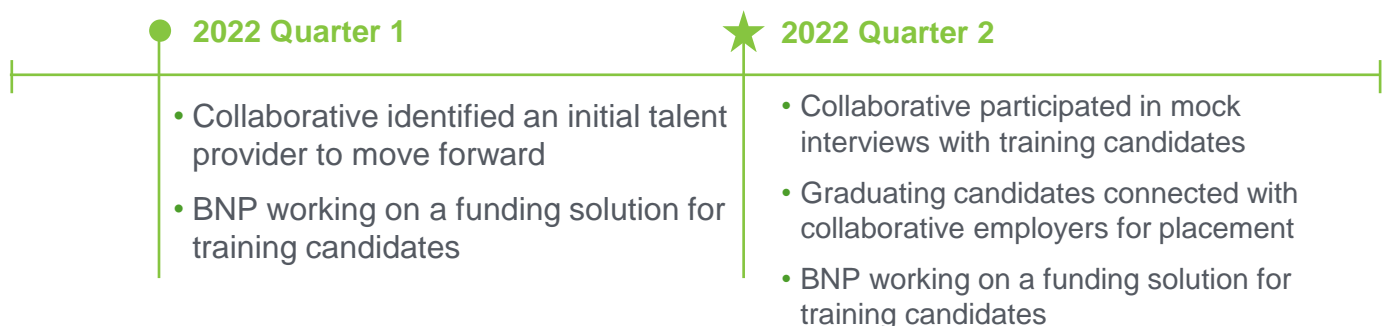 2022 Quarter 1
• Collaborative identified an initial talent
provider to move forward
• BNP working on a funding solution for
training candidates
2022 Quarter 2
• Collaborative participated in mock
interviews with training candidates
• Graduating candidates connected with
collaborative employers for placement
• BNP working on a funding solution for
training candidates